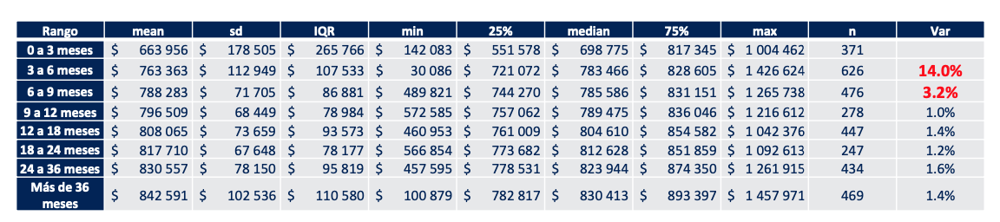 Rango mean sd IQR min 25% median 75% max n Var
0 a 3 meses $ 663 956 $ 178 505 $ 265 766 $ 142 083 $ 551 578 $ 698 775 $ 817 345 $ 1 004 462 371
3 a 6 meses $ 763 363 $ 112 949 $ 107 533 $ 30 086 $ 721 072 $ 783 466 $ 828 605 $ 1 426 624 626 14.0%
6 a 9 meses $ 788 283 $ 71 705 $ 86 881 $ 489 821 $ 744 270 $ 785 586 $ 831 151 $ 1 265 738 476 3.2%
9 a 12 meses $ 796 509 $ 68 449 $ 78 984 $ 572 585 $ 757 062 $ 789 475 $ 836 046 $ 1 216 612 278 1.0%
12 a 18 meses $ 808 065 $ 73 659 $ 93 573 $ 460 953 $ 761 009 $ 804 610 $ 854 582 $ 1 042 376 447 1.4%
18 a 24 meses $ 817 710 $ 67 648 $ 78 177 $ 566 854 $ 773 682 $ 812 628 $ 851 859 $ 1 092 613 247 1.2%
24 a 36 meses $ 830 557 $ 78 150 $ 95 819 $ 457 595 $ 778 531 $ 823 944 $ 874 350 $ 1 261 915 434 1.6%
Más de 36
meses $ 842 591 $ 102 536 $ 110 580 $ 100 879 $ 782 817 $ 830 413 $ 893 397 $ 1 457 971 469 1.4%